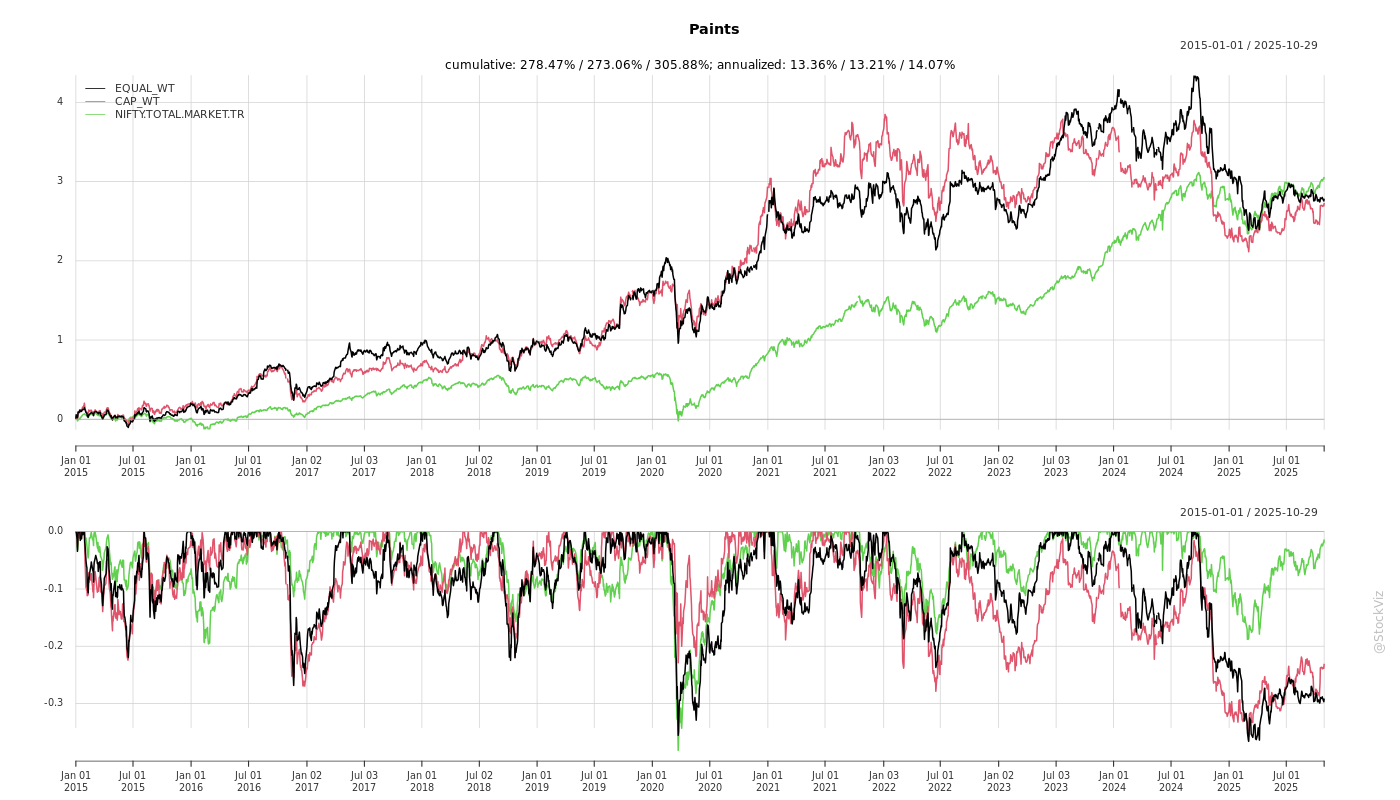 Paints
2015-01-01 / 2025-10-29
cumulative: 278.47% / 273.06% / 305.88%; annualized: 13.36% / 13.21% / 14.07%
EQUAL_WT
CAP_WT
NIFTY.TOTAL.MARKET.TR
4
3
2
1
0
Jan 01 Jul 01 Jan 01 Jul 01 Jan 02 Jul 03 Jan 01 Jul 02 Jan 01 Jul 01 Jan 01 Jul 01 Jan 01 Jul 01 Jan 03 Jul 01 Jan 02 Jul 03 Jan 01 Jul 01 Jan 01 Jul 01
2015 2015 2016 2016 2017 2017 2018 2018 2019 2019 2020 2020 2021 2021 2022 2022 2023 2023 2024 2024 2025 2025
2015-01-01 / 2025-10-29
0.0
-0.1
-0.2
-0.3
Jan 01 Jul 01 Jan 01 Jul 01 Jan 02 Jul 03 Jan 01 Jul 02 Jan 01 Jul 01 Jan 01 Jul 01 Jan 01 Jul 01 Jan 03 Jul 01 Jan 02 Jul 03 Jan 01 Jul 01 Jan 01 Jul 01
2015 2015 2016 2016 2017 2017 2018 2018 2019 2019 2020 2020 2021 2021 2022 2022 2023 2023 2024 2024 2025 2025
@StockViz